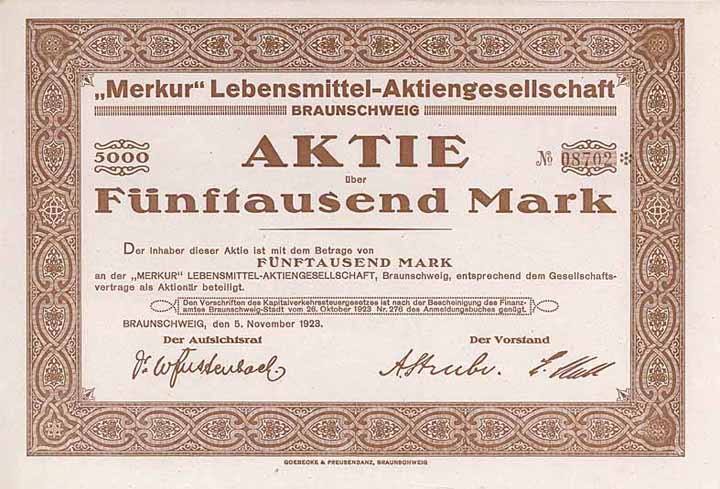 „Merkur“ Lebensmittel-Aktiengesellschaft
BRAUNSCHWEIG
5000
AKTIE
№ 08702 *
über
Fünftausend Mark
Der Inhaber dieser Aktie ist mit dem Betrage von
FÜNFTAUSEND MARK
an der „MERKUR“ LEBENSMITTEL-AKTIENGESELLSCHAFT, Braunschweig, entsprechend dem Gesellschafts-
vertrage als Aktionär beteiligt.
Den Vorschriften des Kapitalverkehrssteuergesetzes ist nach der Bescheinigung des Finanz-
amtes Braunschweig-Stadt vom 26. Oktober 1923 Nr. 276 des Anmeldungsbuches genügt.
BRAUNSCHWEIG, den 5. November 1923.
Der Aufsichtsrat
Der Vorstand
GOEBECKE & PREUSENDANZ, BRAUNSCHWEIG